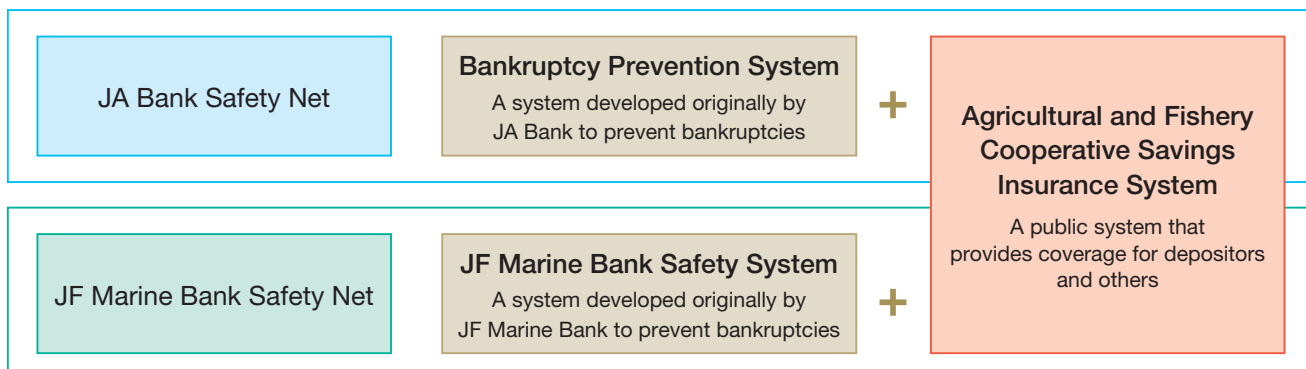 JA Bank Safety Net
Bankruptcy Prevention System
A system developed originally by
JA Bank to prevent bankruptcies
+
JF Marine Bank Safety Net
JF Marine Bank Safety System
A system developed originally by
JF Marine Bank to prevent bankruptcies
+
Agricultural and Fishery
Cooperative Savings
Insurance System
A public system that
provides coverage for depositors
and others